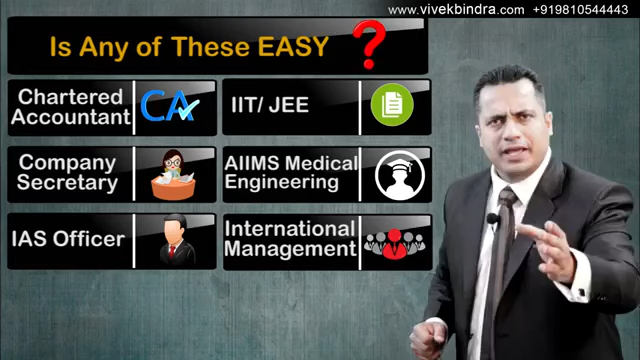 www.vivekbindra.com +919810544443
Is Any of These EASY ?
Chartered
Accountant
CA
IIT/ JEE
Company
Secretary
AIIMS Medical
Engineering
IAS Officer
International
Management